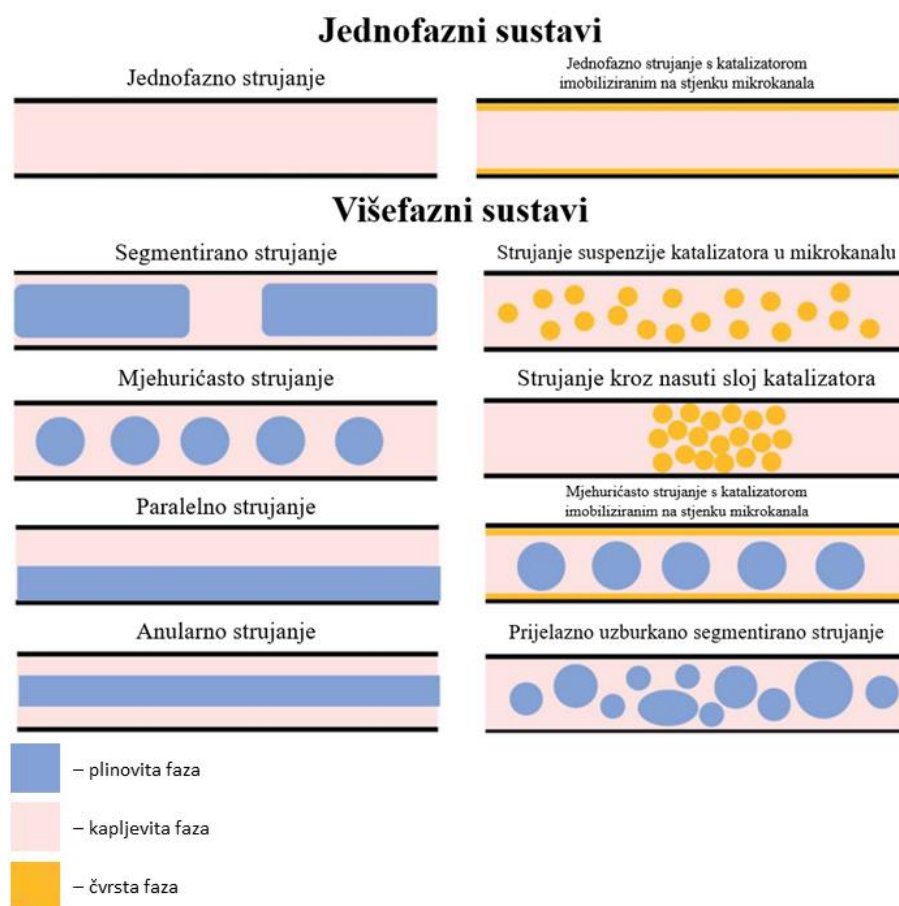 Jednofazni sustavi
Jednofazno strujanje
Jednofazno strujanje s katalizatorom
imobiliziranim na stjenku mikrokanala
Višefazni sustavi
Segmentirano strujanje
Strujanje suspenzije katalizatora u mikrokanalu
Mjehurićasto strujanje
Strujanje kroz nasuti sloj katalizatora
Paralelno strujanje
Mjehurićasto strujanje s katalizatorom
imobiliziranim na stjenku mikrokanala
Anularno strujanje
Prijelazno uzburkano segmentirano strujanje
– plinovita faza
– kapljevita faza
– čvrsta faza